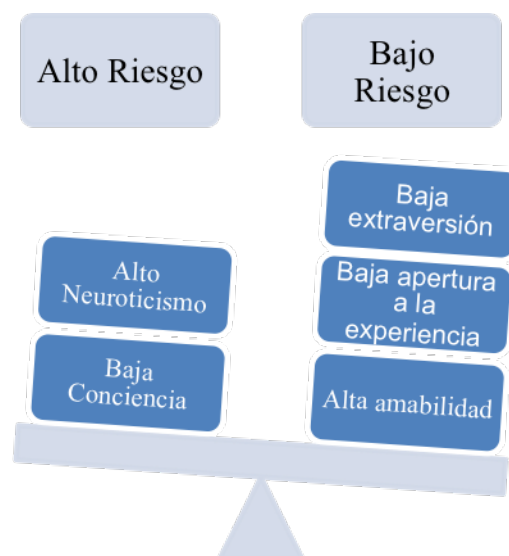 Alto Riesgo
Bajo
Riesgo
Alto
Neuroticismo
Baja
Conciencia
Baja
extraversión
Baja apertura
a la
experiencia
Alta amabilidad